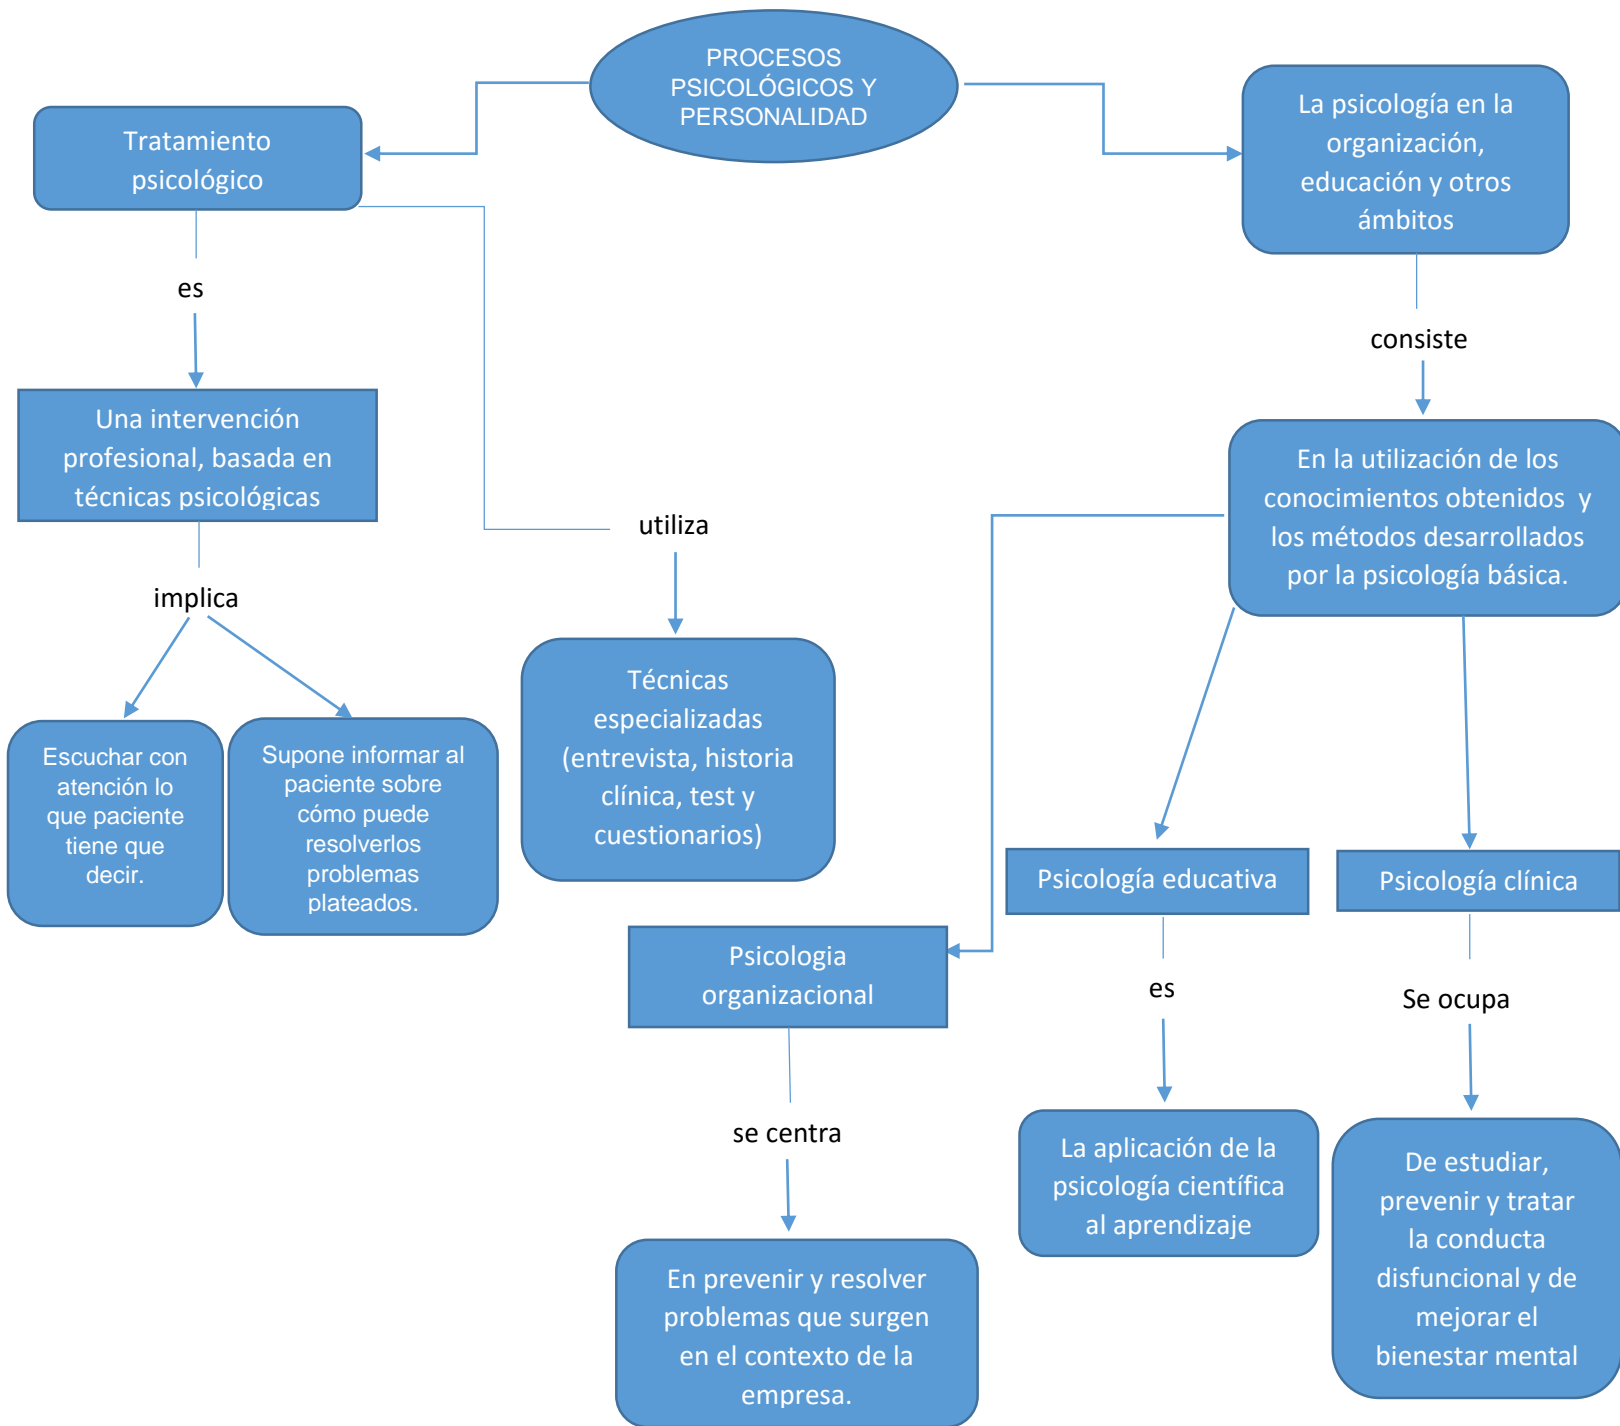 PROCESOS
PSICOLÓGICOS Y
PERSONALIDAD
Tratamiento
psicológico
es
Una intervención
profesional, basada en
técnicas psicológicas
implica
Escuchar con
atención lo
que paciente
tiene que
decir.
Supone informar al
paciente sobre
cómo puede
resolverlos
problemas
plateados.
utiliza
Técnicas
especializadas
(entrevista, historia
clínica, test y
cuestionarios)
La psicología en la
organización,
educación y otros
ámbitos
consiste
En la utilización de los
conocimientos obtenidos  y
los métodos desarrollados
por la psicología básica.
Psicologia
organizacional
se centra
En prevenir y resolver
problemas que surgen
en el contexto de la
empresa.
Psicología educativa
es
La aplicación de la
psicología científica
al aprendizaje
Psicología clínica
Se ocupa
De estudiar,
prevenir y tratar
la conducta
disfuncional y de
mejorar el
bienestar mental